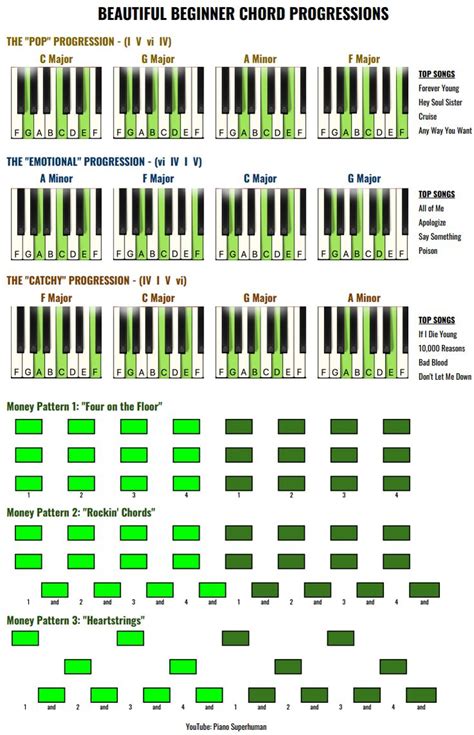 BEAUTIFUL BEGINNER CHORD PROGRESSIONS
THE "POP" PROGRESSION - (I V vi IV)
C Major G Major A Minor F Major
TOP SONGS
Forever Young
Hey Soul Sister
Cruise
Any Way You Want
F G A B C D E F F G A B C D E F F G A B C D E F F G A B C D E F
THE "EMOTIONAL" PROGRESSION - (vi IV I V)
A Minor F Major C Major G Major
TOP SONGS
All of Me
Apologize
Say Something
Poison
F G A B C D E F F G A B C D E F F G A B C D E F F G A B C D E F
THE "CATCHY" PROGRESSION - (IV I V vi)
F Major C Major G Major A Minor
TOP SONGS
If I Die Young
10,000 Reasons
Bad Blood
Don't Let Me Down
F G A B C D E F F G A B C D E F F G A B C D E F F G A B C D E F
Money Pattern 1: "Four on the Floor"
1 2 3 4 1 2 3 4
Money Pattern 2: "Rockin' Chords"
1 and 2 and 3 and 4 and 1 and 2 and 3 and 4 and
Money Pattern 3: "Heartstrings"
1 and 2 and 3 and 4 and 1 and 2 and 3 and 4 and
YouTube: Piano Superhuman